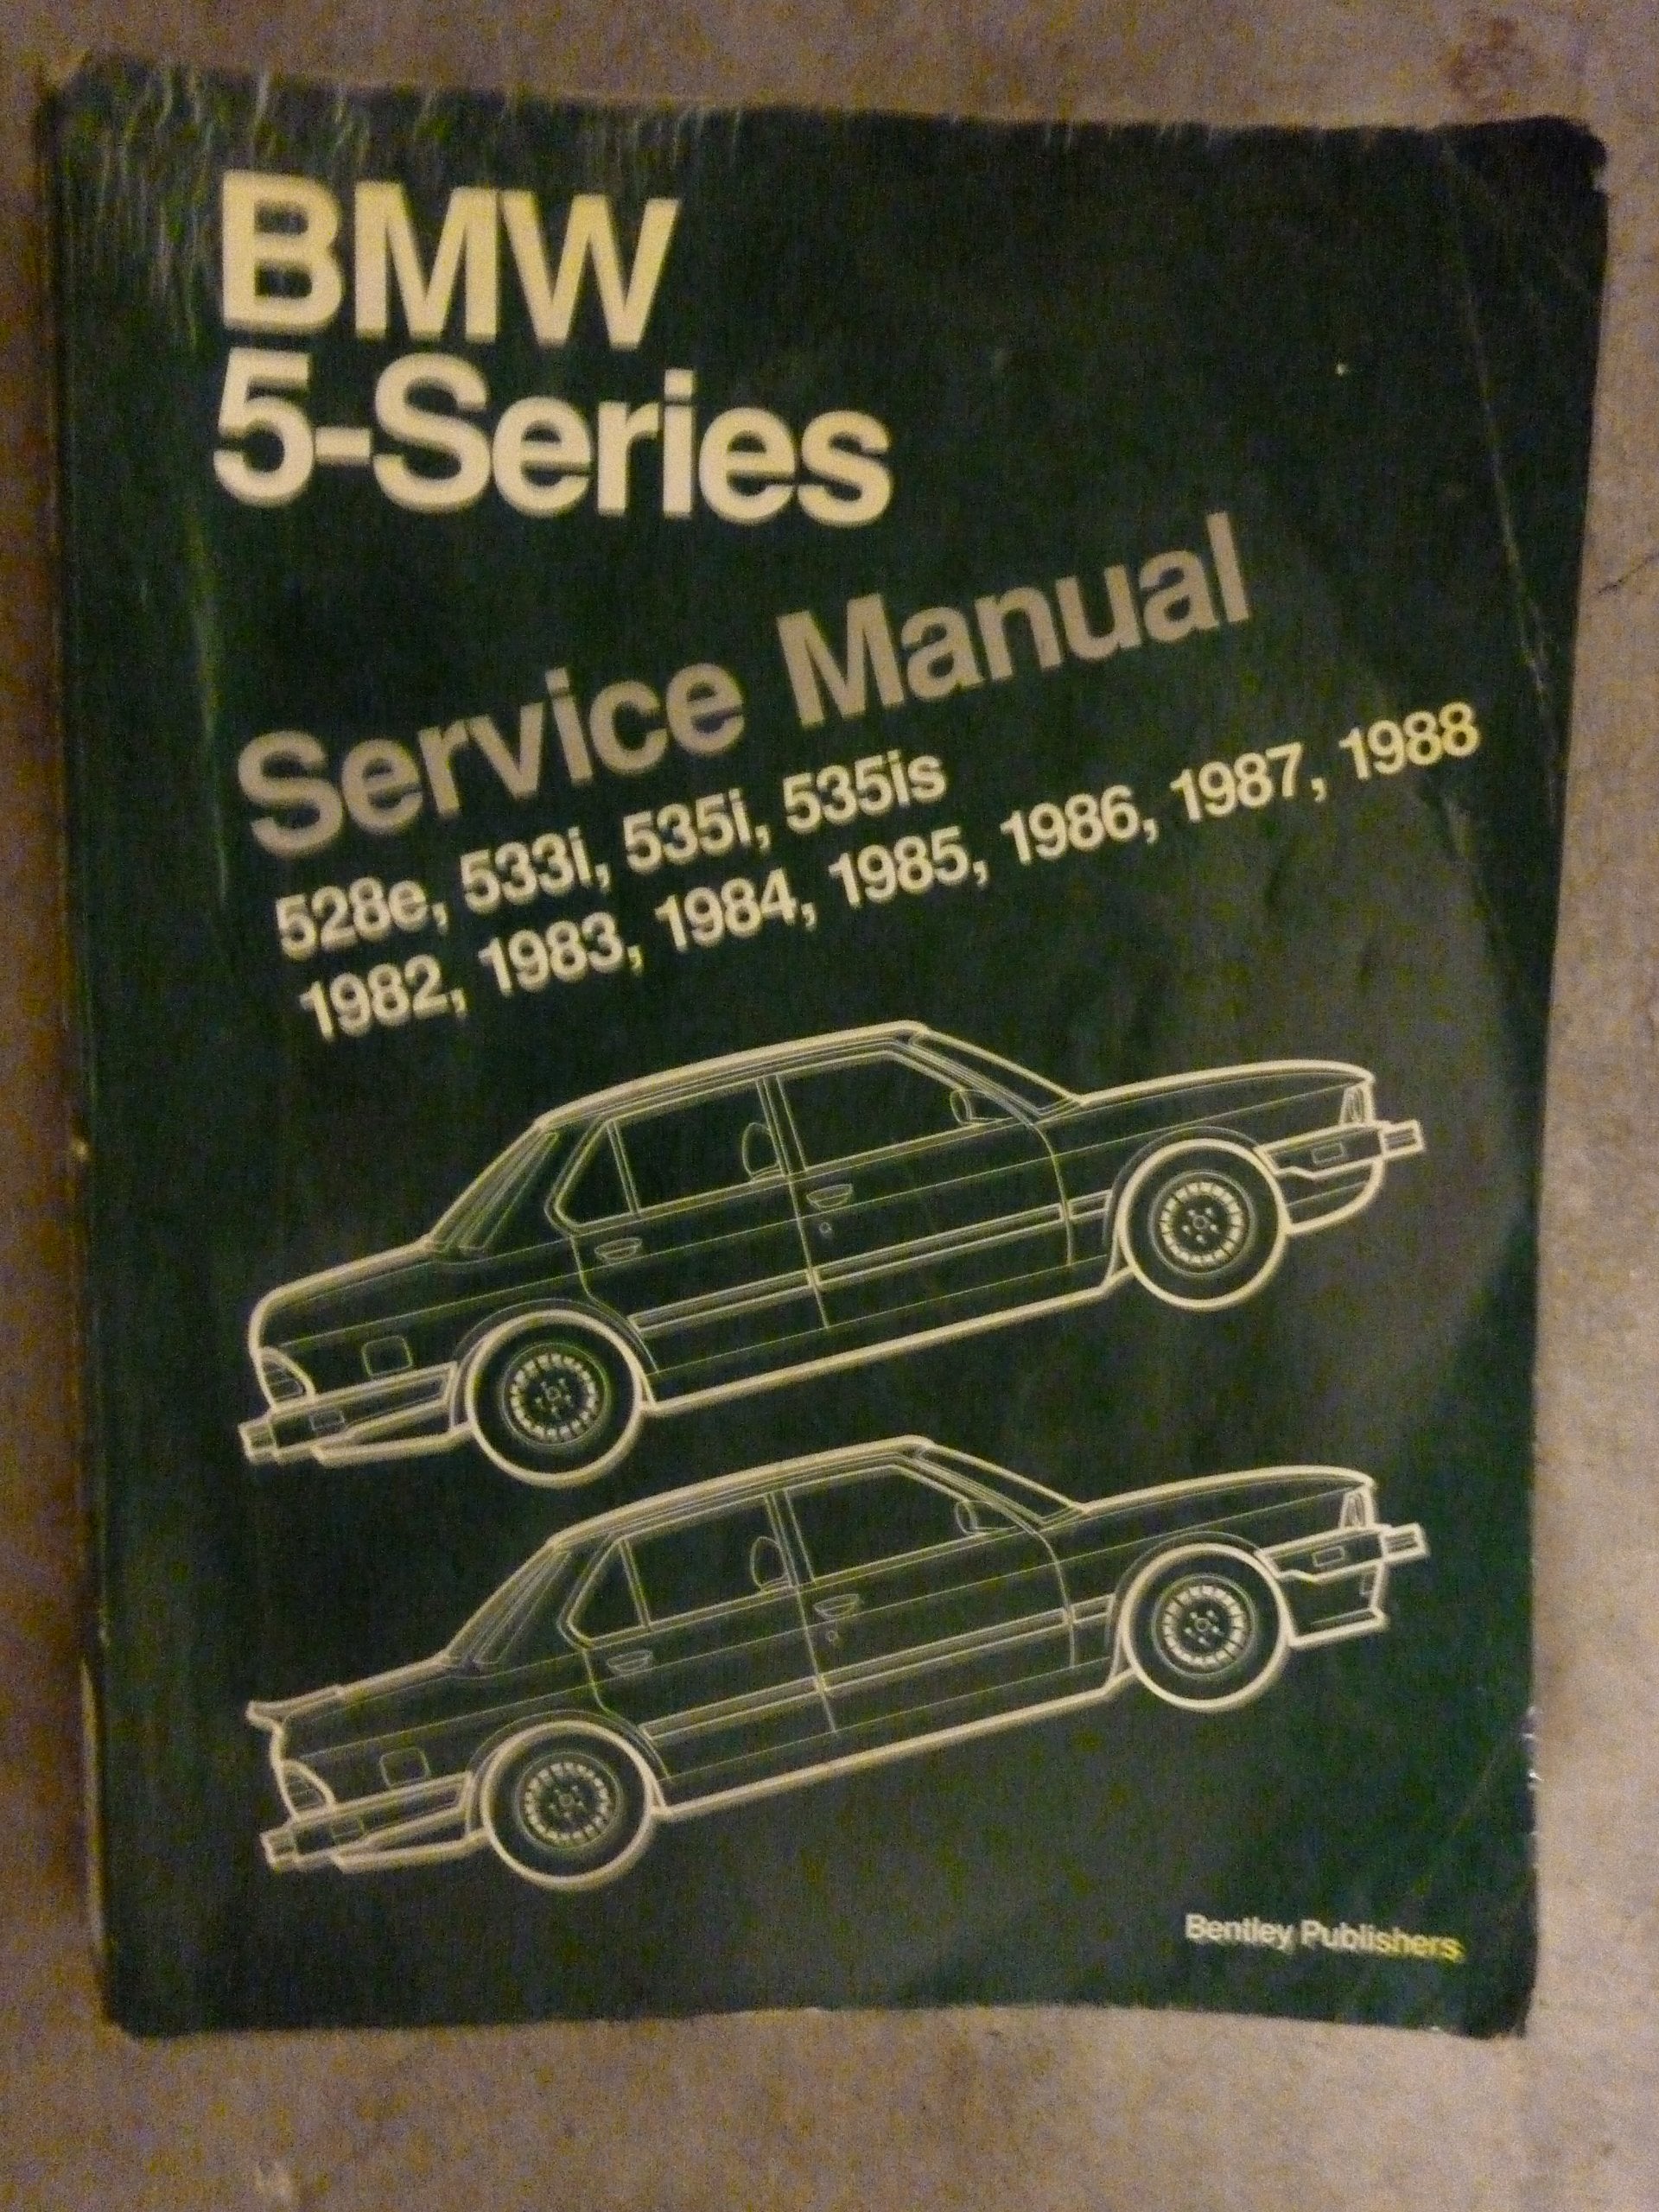 BMW
5-Series
Service Manual
528e, 533i, 535i, 535is
1982, 1983, 1984, 1985, 1986, 1987, 1988
Bentley Publishers